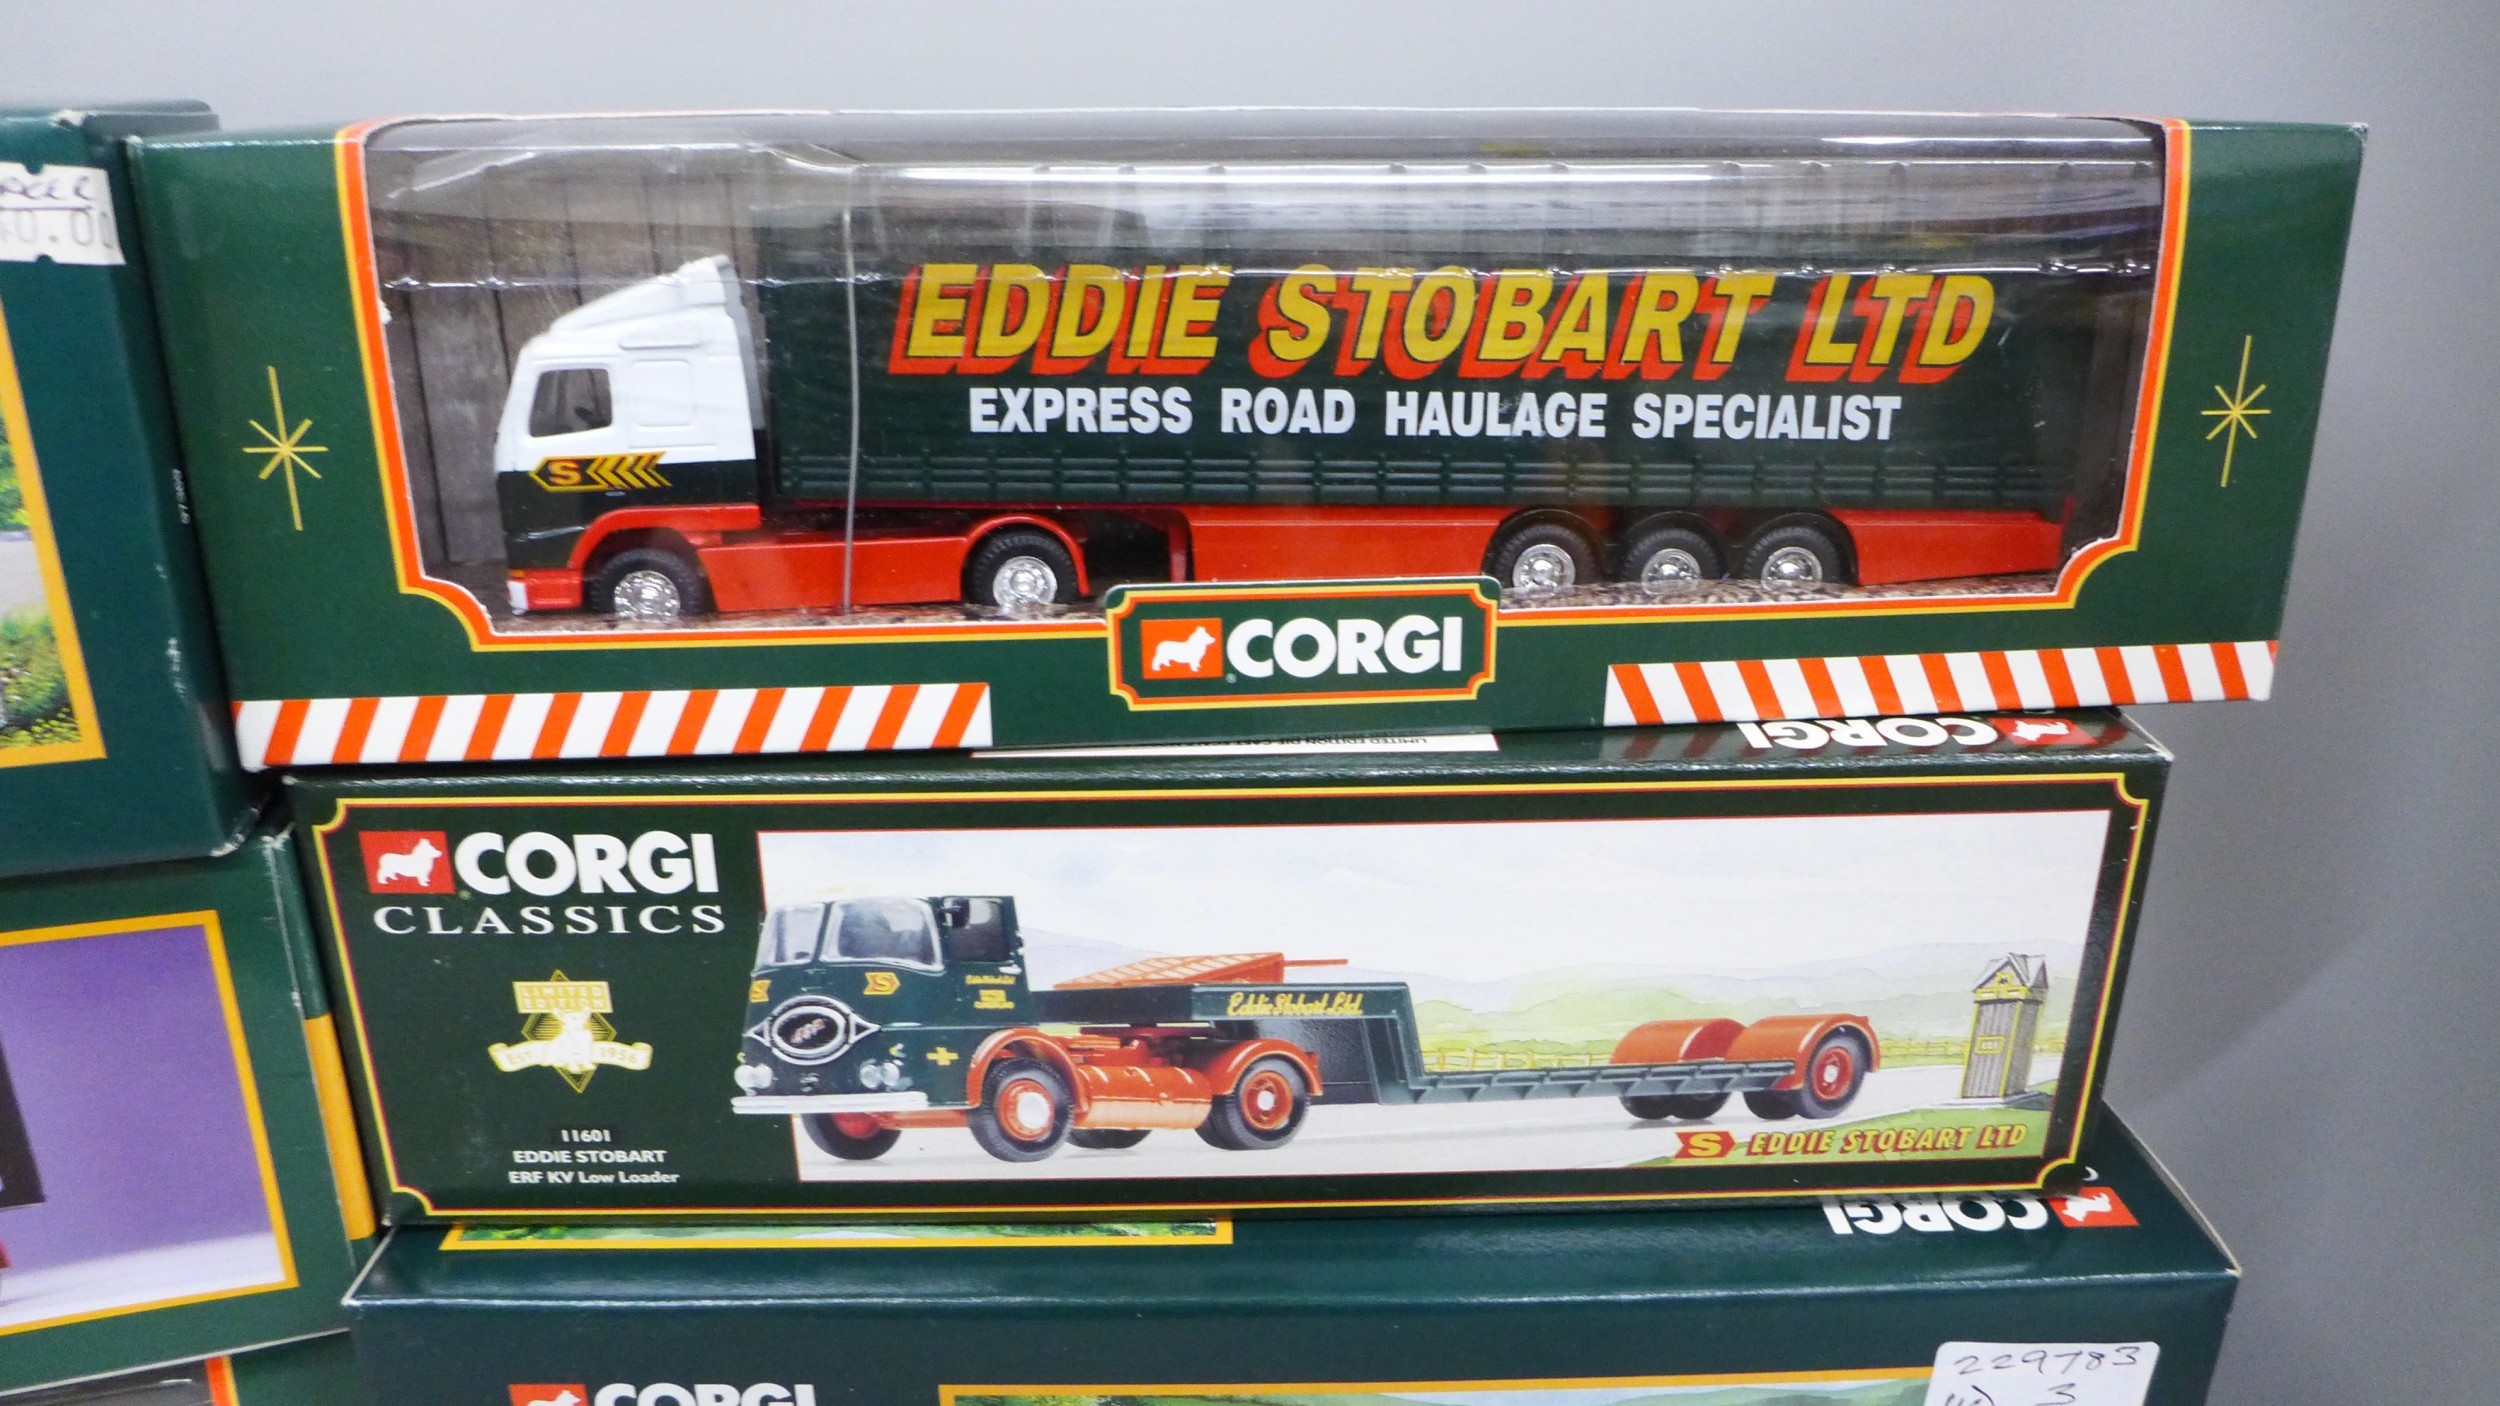 EDDIE STOBART LTD
EXPRESS ROAD HAULAGE SPECIALIST
S
CORGI
CORGI
CORGI
CLASSICS
LIMITED
EDITION
EST 1956
11601
EDDIE STOBART
ERF KV Low Loader
S
Eddie Stobart Ltd
S EDDIE STOBART LTD
CORGI
CORGI
229783
3